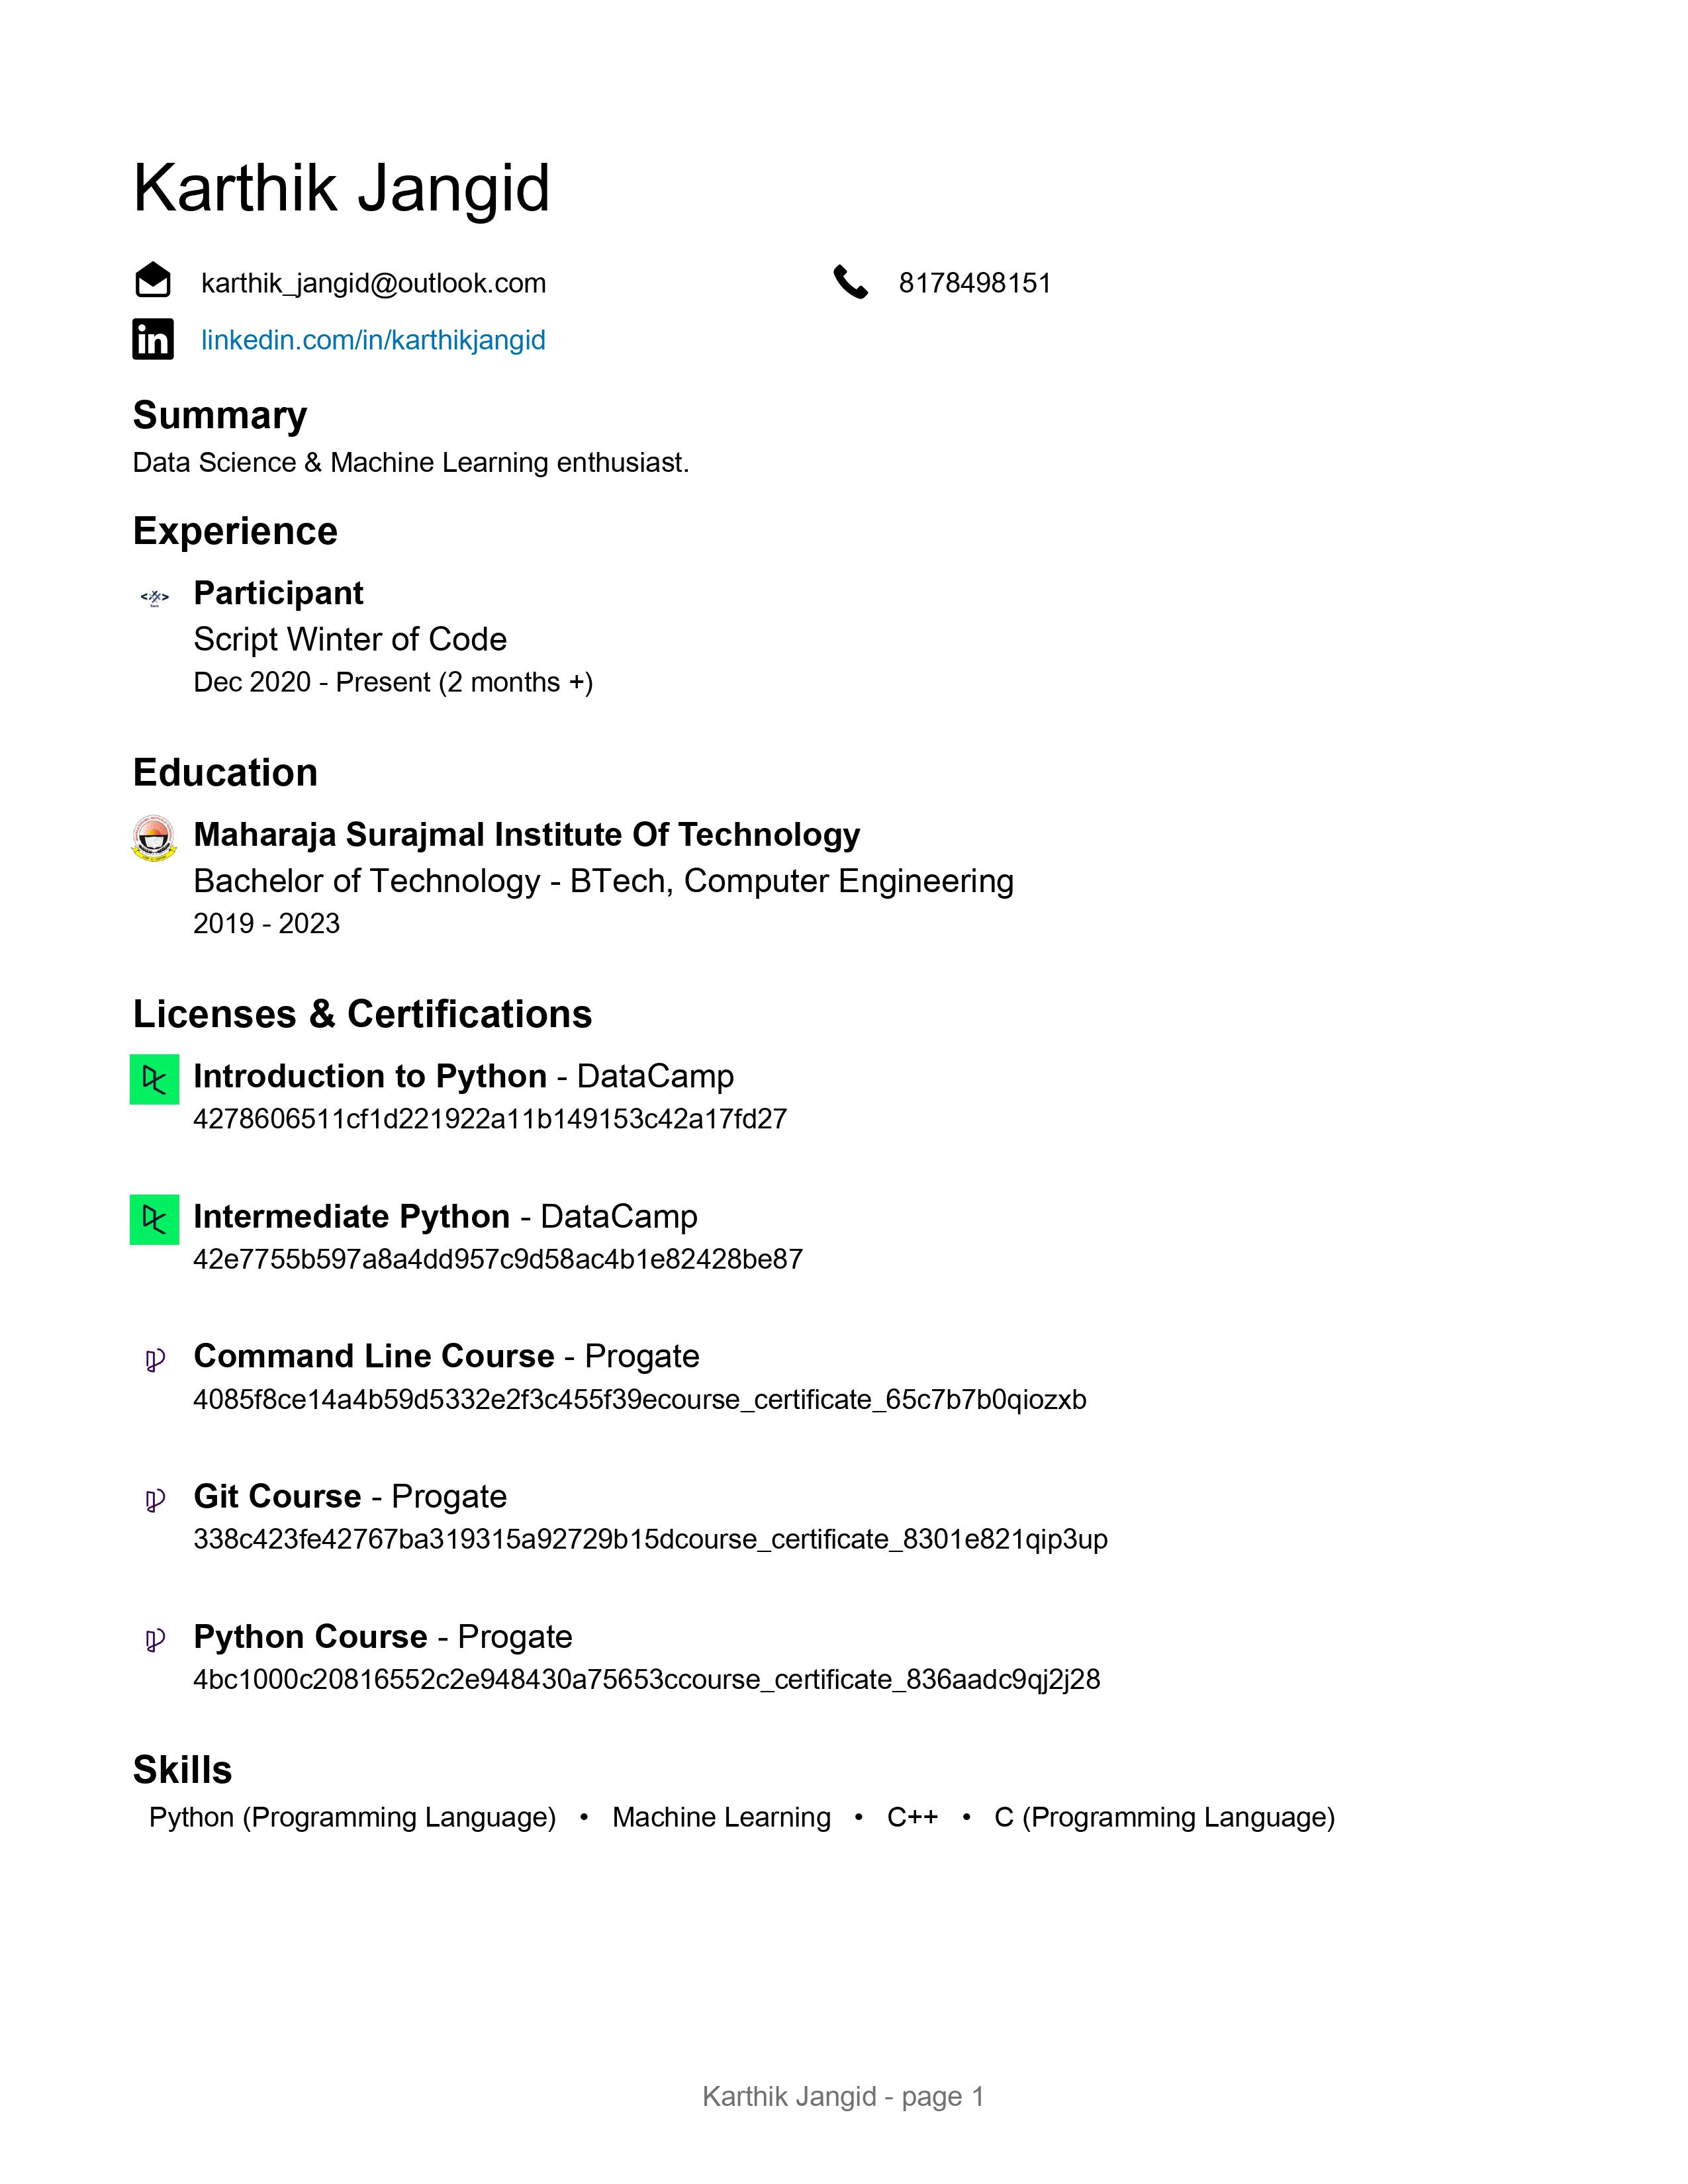 Karthik Jangid
karthik_jangid@outlook.com
8178498151
linkedin.com/in/karthikjangid
Summary
Data Science & Machine Learning enthusiast.
Experience
Participant
Script Winter of Code
Dec 2020 - Present (2 months +)
Education
Maharaja Surajmal Institute Of Technology
Bachelor of Technology - BTech, Computer Engineering
2019 - 2023
Licenses & Certifications
Introduction to Python - DataCamp
4278606511cf1d221922a11b149153c42a17fd27
Intermediate Python - DataCamp
42e7755b597a8a4dd957c9d58ac4b1e82428be87
Command Line Course - Progate
4085f8ce14a4b59d5332e2f3c455f39ecourse_certificate_65c7b7b0qiozxb
Git Course - Progate
338c423fe42767ba319315a92729b15dcourse_certificate_8301e821qip3up
Python Course - Progate
4bc1000c20816552c2e948430a75653ccourse_certificate_836aadc9qj2j28
Skills
Python (Programming Language) • Machine Learning • C++ • C (Programming Language)
Karthik Jangid - page 1